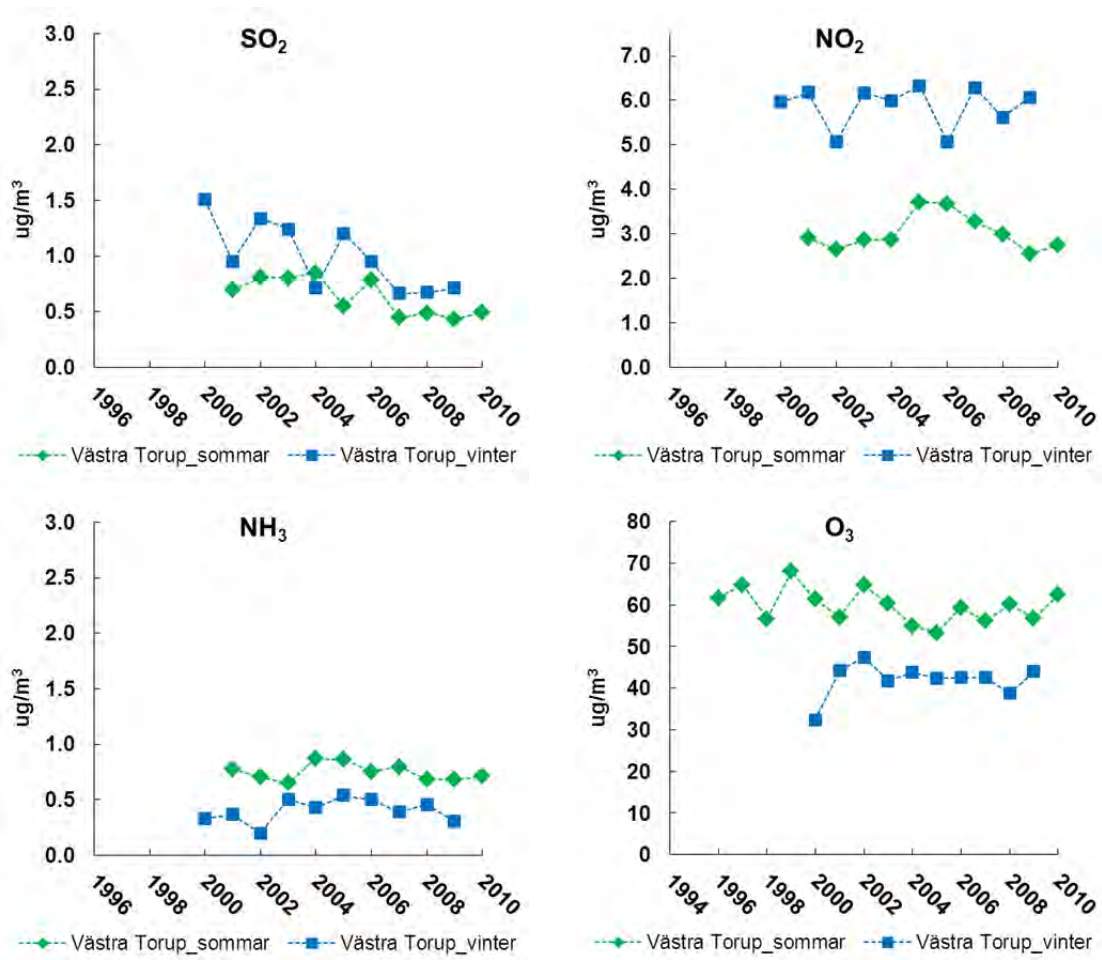 SO₂
3.0
2.5
2.0
1.5
1.0
0.5
0.0
ug/m³
1996 1998 2000 2002 2004 2006 2008 2010
Västra Torup_sommar Västra Torup_vinter
NO₂
7.0
6.0
5.0
4.0
3.0
2.0
1.0
0.0
ug/m³
1996 1998 2000 2002 2004 2006 2008 2010
Västra Torup_sommar Västra Torup_vinter
NH₃
3.0
2.5
2.0
1.5
1.0
0.5
0.0
ug/m³
1996 1998 2000 2002 2004 2006 2008 2010
Västra Torup_sommar Västra Torup_vinter
O₃
80
70
60
50
40
30
20
10
0
ug/m³
1994 1996 1998 2000 2002 2004 2006 2008 2010
Västra Torup_sommar Västra Torup_vinter